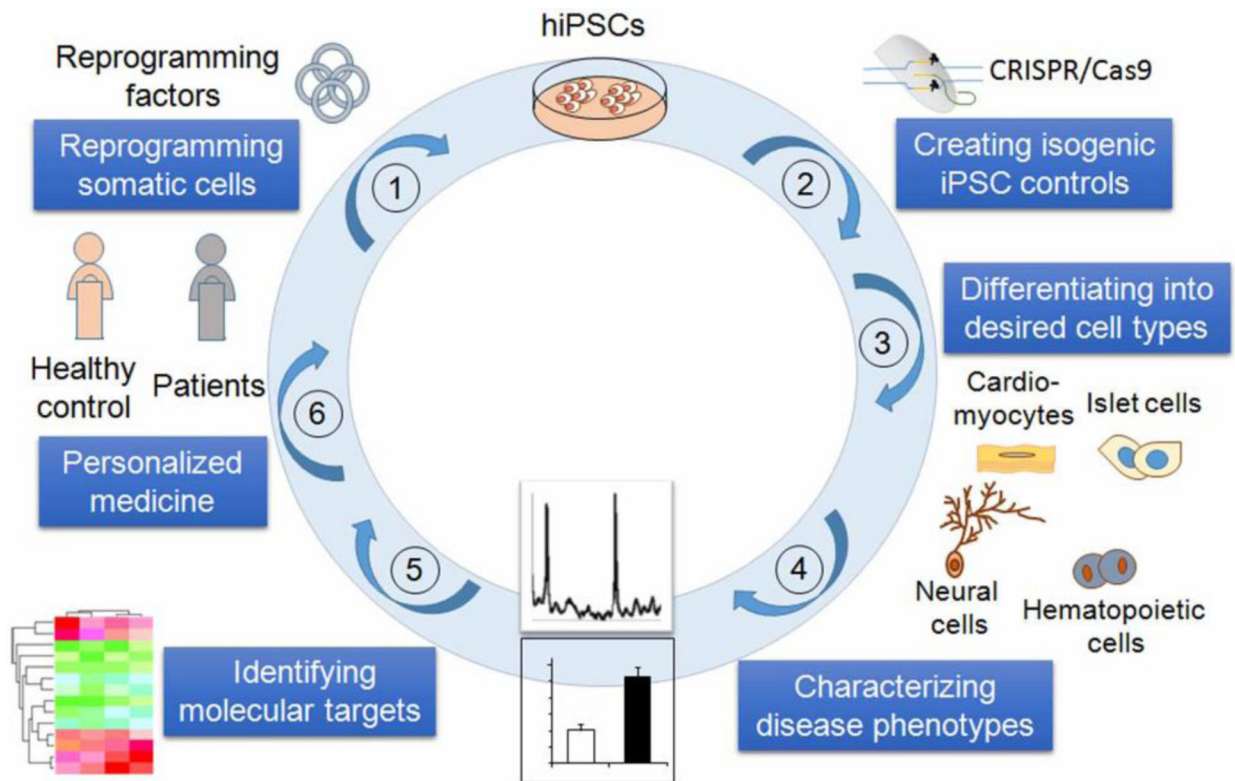 hiPSCs
Reprogramming
factors
Reprogramming
somatic cells
1
CRISPR/Cas9
Creating isogenic
iPSC controls
2
Differentiating into
desired cell types
3
Cardio-
myocytes
Islet cells
Neural
cells
Hematopoietic
cells
4
Characterizing
disease phenotypes
5
Identifying
molecular targets
6
Healthy
control
Patients
Personalized
medicine